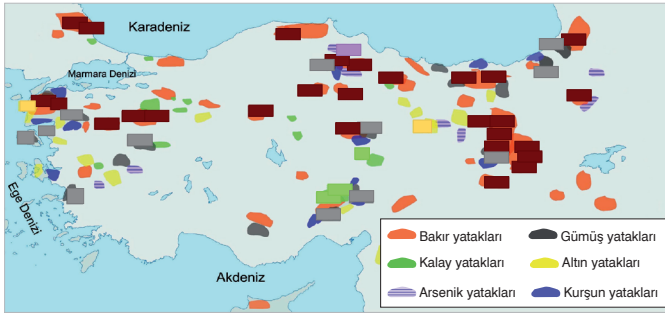 Karadeniz
Marmara Denizi
Ege Denizi
Akdeniz
Bakır yatakları
Gümüş yatakları
Kalay yatakları
Altın yatakları
Arsenik yatakları
Kurşun yatakları